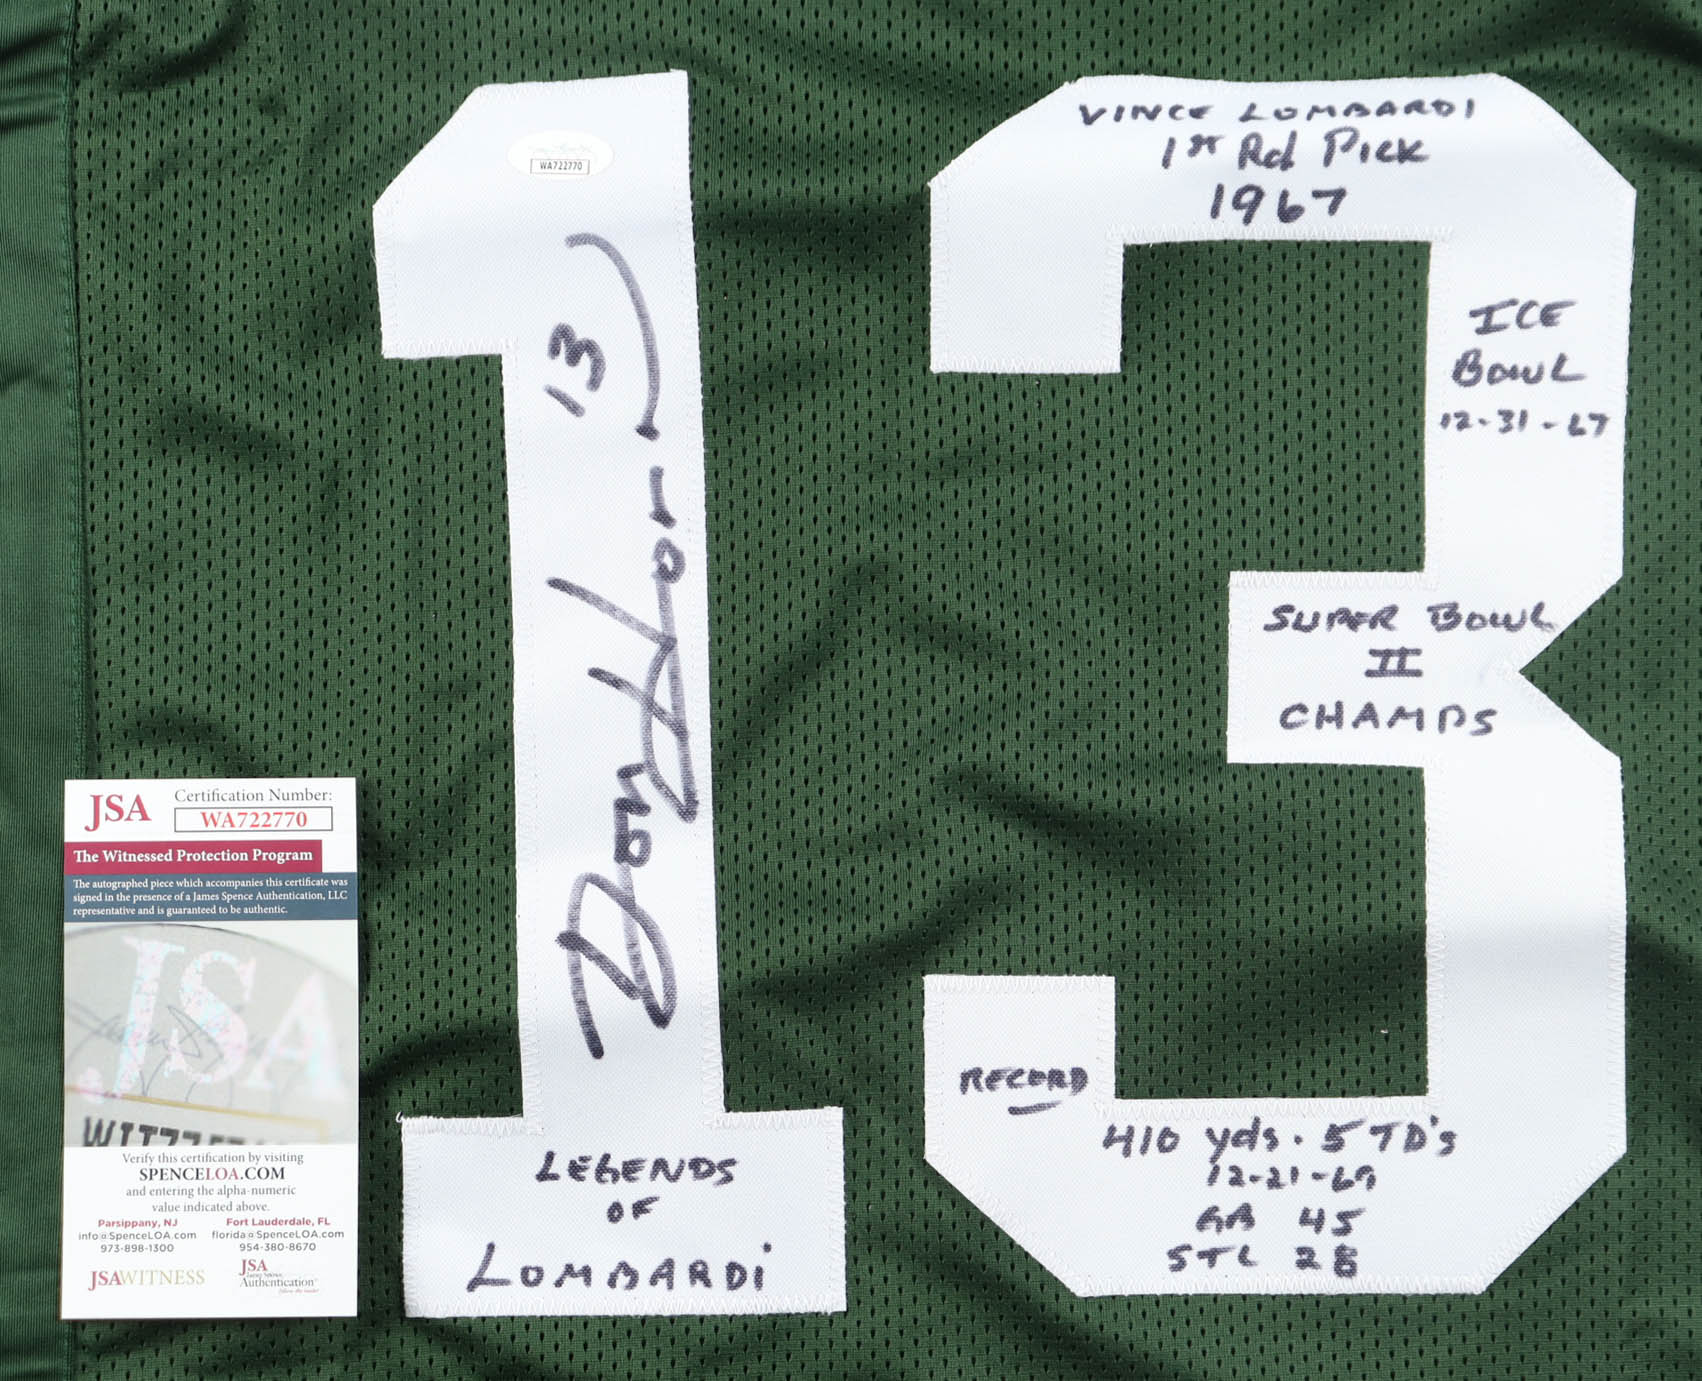 WA722770
13
Don Horn
LEGENDS
OF
LOMBARDI
VINCE LOMBARDI
1ST Rd Pick
1967
ICE
BOWL
12-31-67
SUPER BOWL
II
CHAMPS
RECORD
410 yds. 5 TD's
12-21-69
GB 45
STL 28
JSA
Certification Number:
WA722770
The Witnessed Protection Program
The autographed piece which accompanies this certificate was
signed in the presence of a James Spence Authentication, LLC
representative and is guaranteed to be authentic.
JSA
Verify this certification by visiting
SPENCELOA.COM
and entering the alpha-numeric
value indicated above.
Parsippany, NJ
info@SpenceLOA.com
973-898-1300
Fort Lauderdale, FL
florida@SpenceLOA.com
954-380-8670
JSAWITNESS
JSA
Authentication